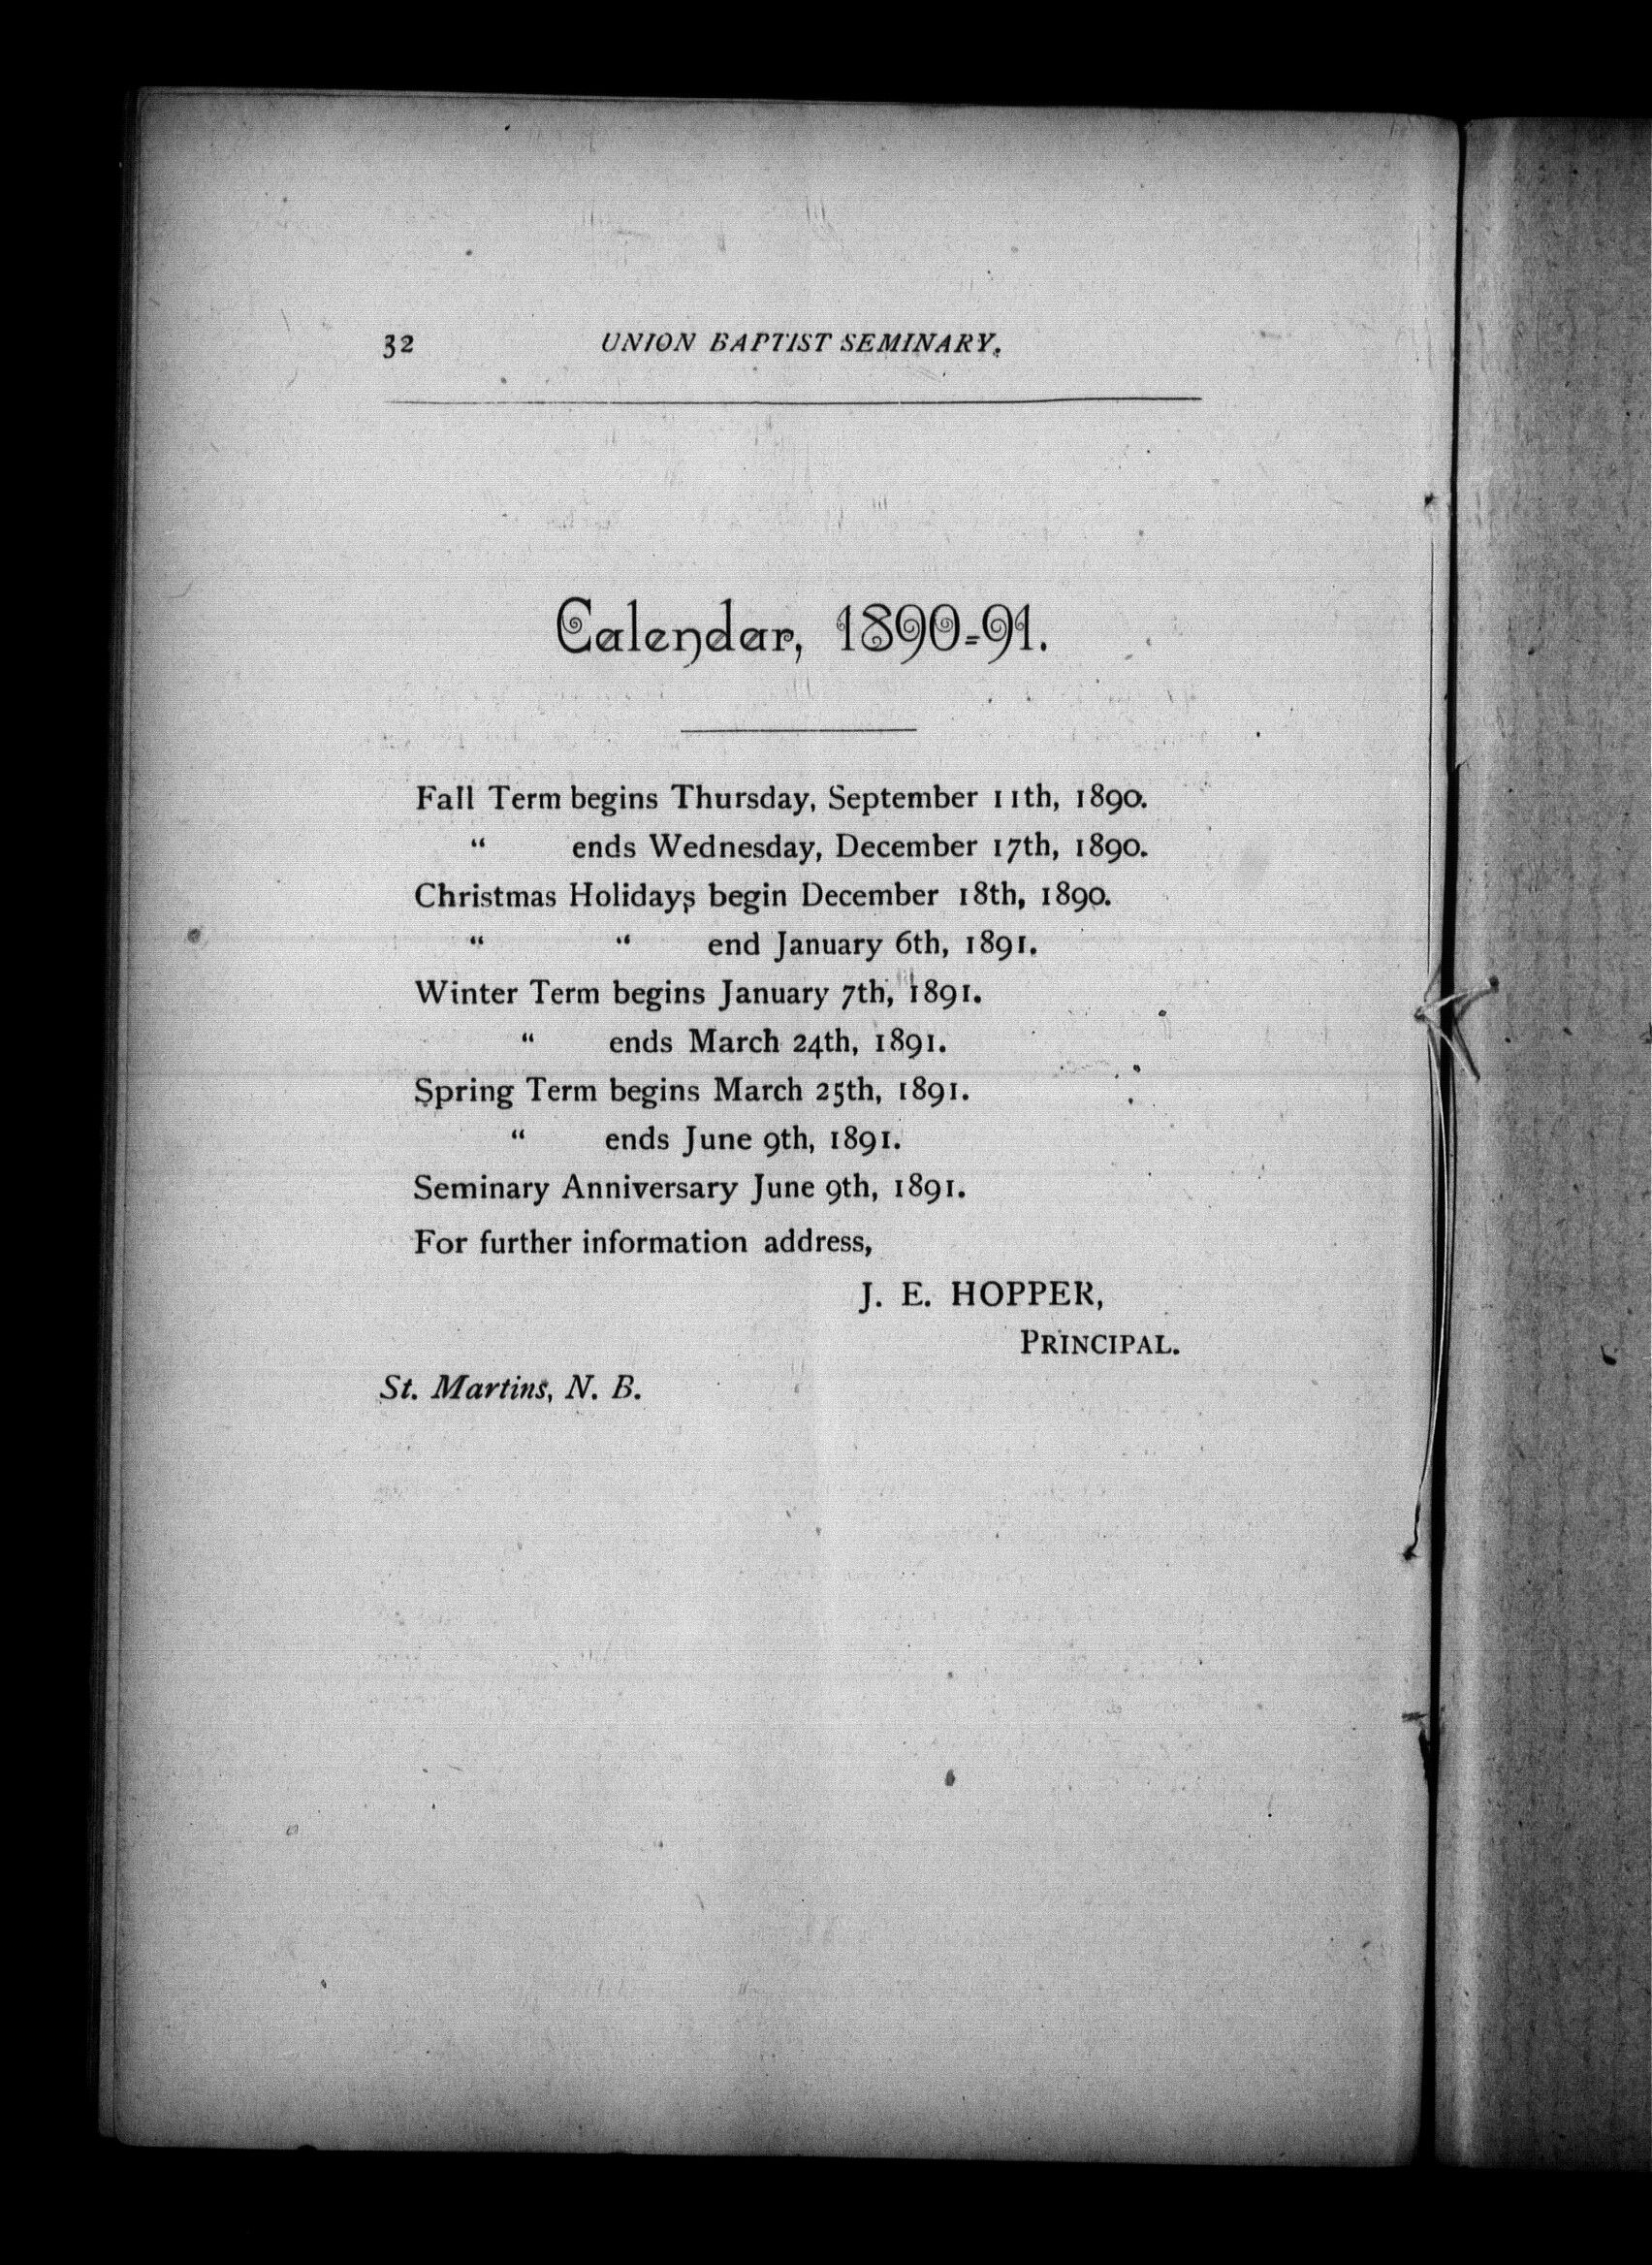 32 UNION BAPTIST SEMINARY.
Calendar, 1890-91.
Fall Term begins Thursday, September 11th, 1890.
“ ends Wednesday, December 17th, 1890.
Christmas Holidays begin December 18th, 1890.
“ “ end January 6th, 1891.
Winter Term begins January 7th, 1891.
“ ends March 24th, 1891.
Spring Term begins March 25th, 1891.
“ ends June 9th, 1891.
Seminary Anniversary June 9th, 1891.
For further information address,
J. E. HOPPER,
PRINCIPAL.
St. Martins, N. B.